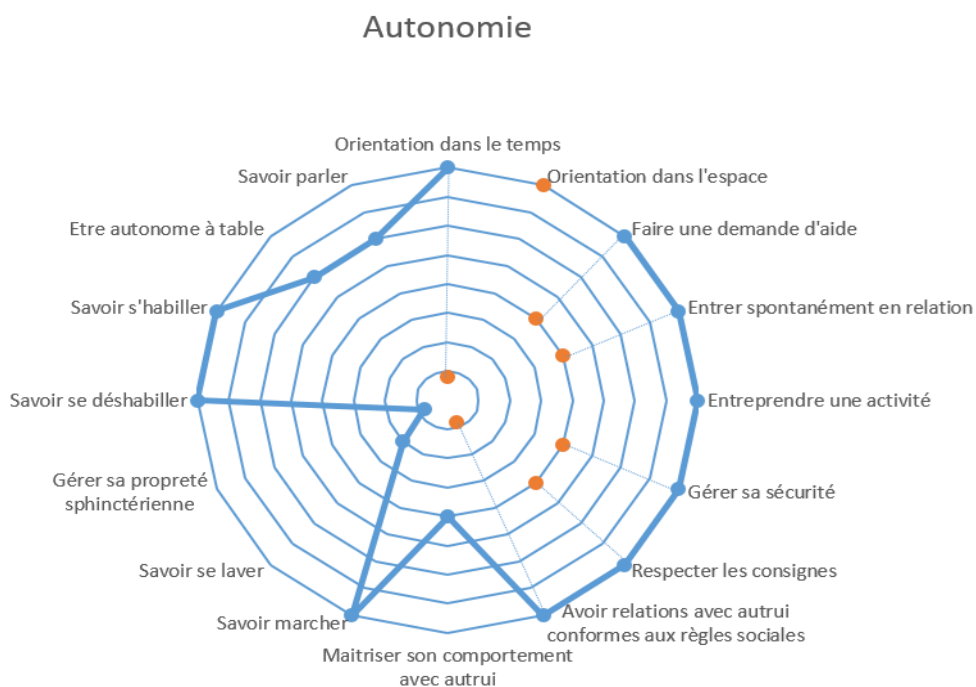 Autonomie
Orientation dans le temps
Orientation dans l'espace
Faire une demande d'aide
Entrer spontanément en relation
Entreprendre une activité
Gérer sa sécurité
Respecter les consignes
Avoir relations avec autrui
conformes aux règles sociales
Maitriser son comportement
avec autrui
Savoir marcher
Savoir se laver
Gérer sa propreté
sphinctérienne
Savoir se déshabiller
Savoir s'habiller
Etre autonome à table
Savoir parler